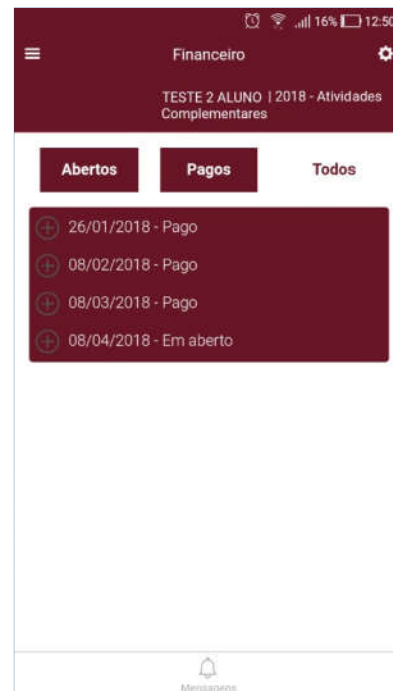 16% 12:50
Financeiro
TESTE 2 ALUNO | 2018 - Atividades
Complementares
Abertos Pagos Todos
26/01/2018 - Pago
08/02/2018 - Pago
08/03/2018 - Pago
08/04/2018 - Em aberto
Mensagens